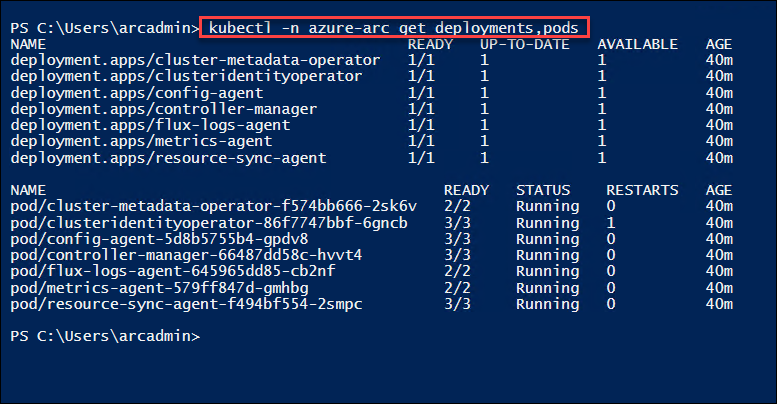 PS C:\Users\arcadmin> kubectl -n azure-arc get deployments,pods
NAME READY UP-TO-DATE AVAILABLE AGE
deployment.apps/cluster-metadata-operator 1/1 1 1 40m
deployment.apps/clusteridentityoperator 1/1 1 1 40m
deployment.apps/config-agent 1/1 1 1 40m
deployment.apps/controller-manager 1/1 1 1 40m
deployment.apps/flux-logs-agent 1/1 1 1 40m
deployment.apps/metrics-agent 1/1 1 1 40m
deployment.apps/resource-sync-agent 1/1 1 1 40m
NAME READY STATUS RESTARTS AGE
pod/cluster-metadata-operator-f574bb666-2sk6v 2/2 Running 0 40m
pod/clusteridentityoperator-86f7747bbf-6gncb 3/3 Running 1 40m
pod/config-agent-5d8b5755b4-gpdv8 3/3 Running 0 40m
pod/controller-manager-66487dd58c-hvvt4 3/3 Running 0 40m
pod/flux-logs-agent-645965dd85-cb2nf 2/2 Running 0 40m
pod/metrics-agent-579ff847d-gmhbg 2/2 Running 0 40m
pod/resource-sync-agent-f494bf554-2smpc 3/3 Running 0 40m
PS C:\Users\arcadmin>